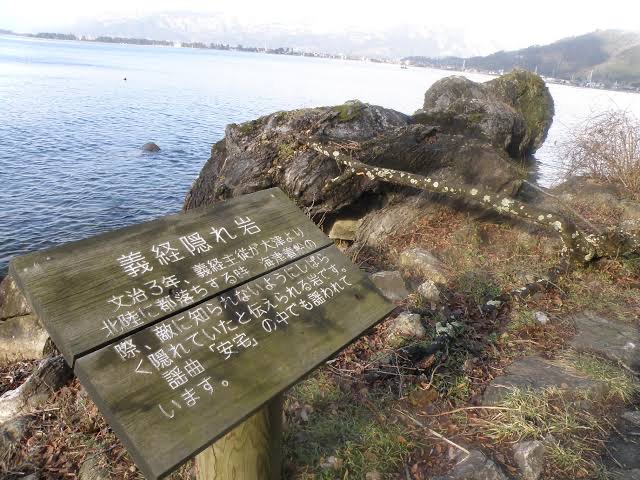 義経隠れ岩
文治3年、義経主従が大津より
北陸に都落ちする時、海津着船の
際、敵に知られないようにしばら
く隠れていたと伝えられる岩です。
謡曲「安宅」の中でも謡われて
います。